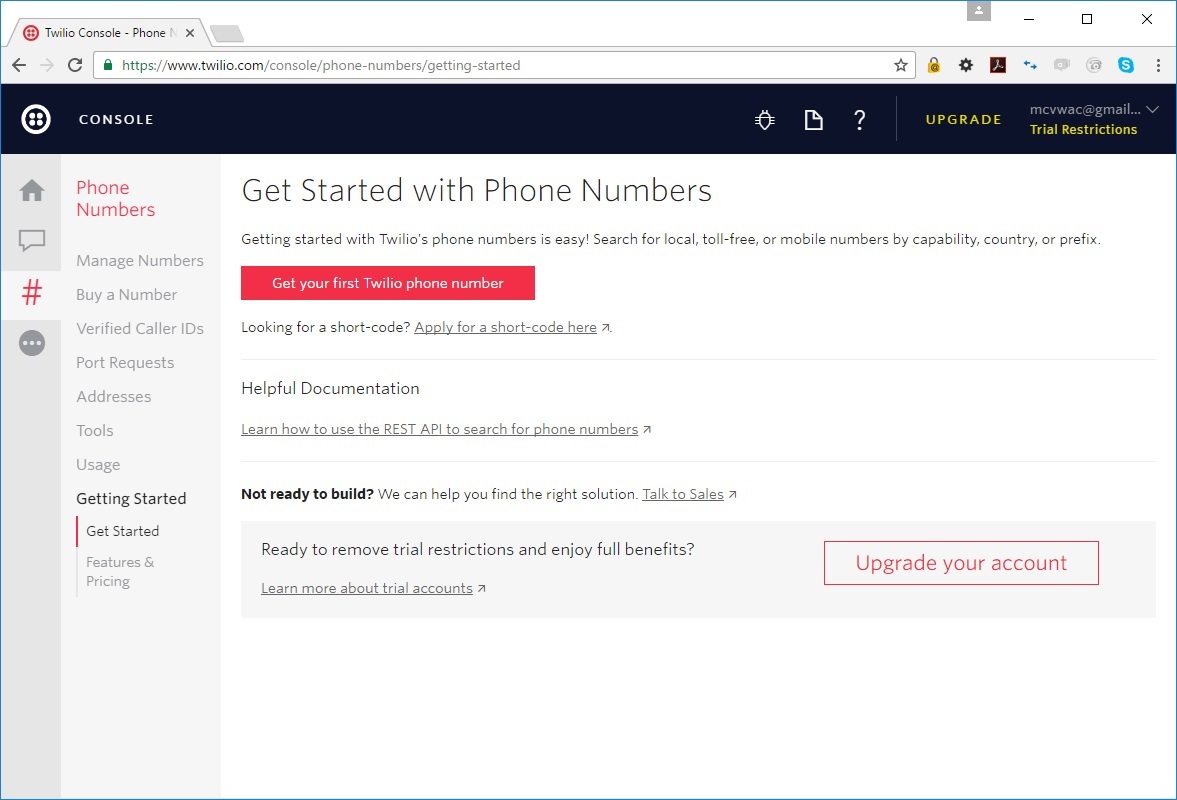 Twilio Console - Phone N
https://www.twilio.com/console/phone-numbers/getting-started
CONSOLE
UPGRADE
mcvwac@gmail...
Trial Restrictions
Phone
Numbers
Manage Numbers
Buy a Number
Verified Caller IDs
Port Requests
Addresses
Tools
Usage
Getting Started
Get Started
Features &
Pricing
Get Started with Phone Numbers
Getting started with Twilio's phone numbers is easy! Search for local, toll-free, or mobile numbers by capability, country, or prefix.
Get your first Twilio phone number
Looking for a short-code? Apply for a short-code here ↗.
Helpful Documentation
Learn how to use the REST API to search for phone numbers ↗
Not ready to build? We can help you find the right solution. Talk to Sales ↗
Ready to remove trial restrictions and enjoy full benefits?
Learn more about trial accounts ↗
Upgrade your account